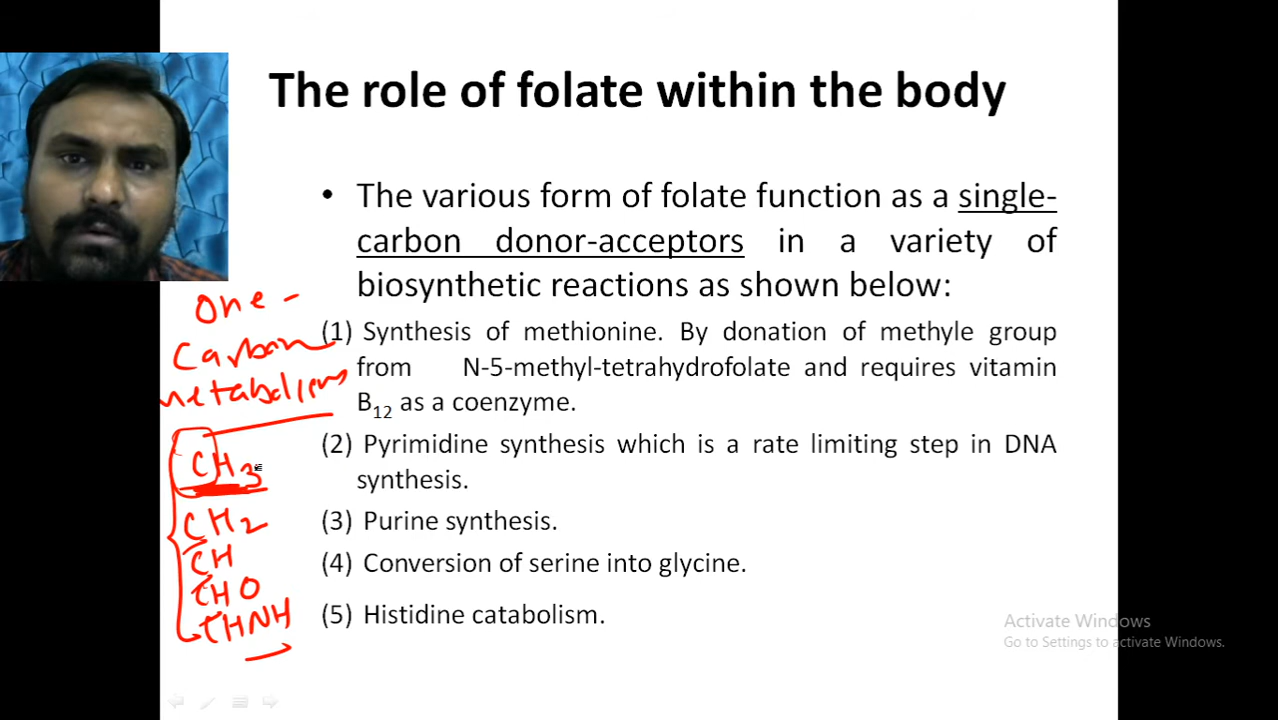 The role of folate within the body
• The various form of folate function as a single-
carbon donor-acceptors in a variety of
biosynthetic reactions as shown below:
(1) Synthesis of methionine. By donation of methyle group
from N-5-methyl-tetrahydrofolate and requires vitamin
B12 as a coenzyme.
(2) Pyrimidine synthesis which is a rate limiting step in DNA
synthesis.
(3) Purine synthesis.
(4) Conversion of serine into glycine.
(5) Histidine catabolism.
One-
Carbon
metabolism
CH3
CH2
CH
CHO
CHNH
Activate Windows
Go to Settings to activate Windows.